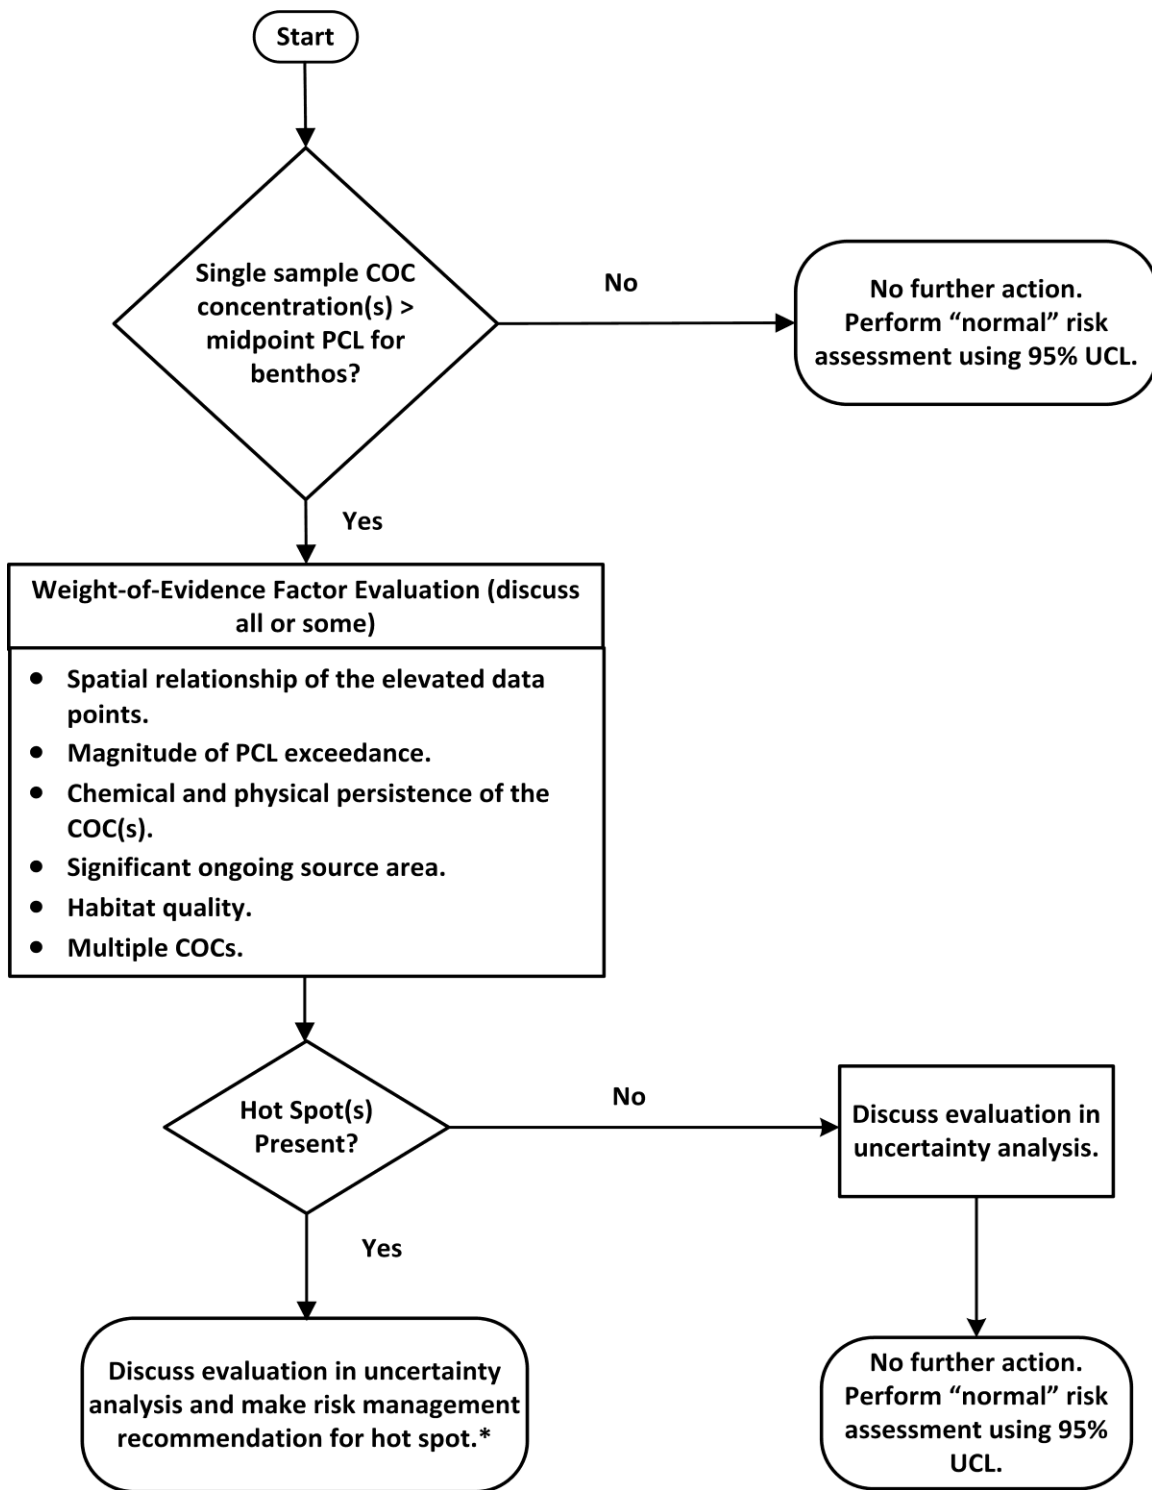 Start
Single sample COC
concentration(s) >
midpoint PCL for
benthos?
No
No further action.
Perform “normal” risk
assessment using 95% UCL.
Yes
Weight-of-Evidence Factor Evaluation (discuss
all or some)
• Spatial relationship of the elevated data
points.
• Magnitude of PCL exceedance.
• Chemical and physical persistence of the
COC(s).
• Significant ongoing source area.
• Habitat quality.
• Multiple COCs.
Hot Spot(s)
Present?
No
Discuss evaluation in
uncertainty analysis.
Yes
Discuss evaluation in uncertainty
analysis and make risk management
recommendation for hot spot.*
No further action.
Perform “normal” risk
assessment using 95%
UCL.